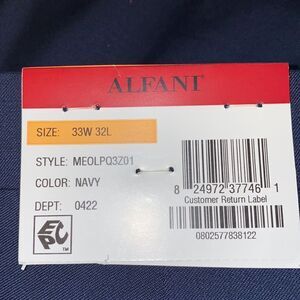 ALFANI
SIZE: 33W 32L
STYLE: MEOLPQ3Z01
COLOR: NAVY
DEPT: 0422
8 24972 37746 1
Customer Return Label
0802577838122
EPC
TM